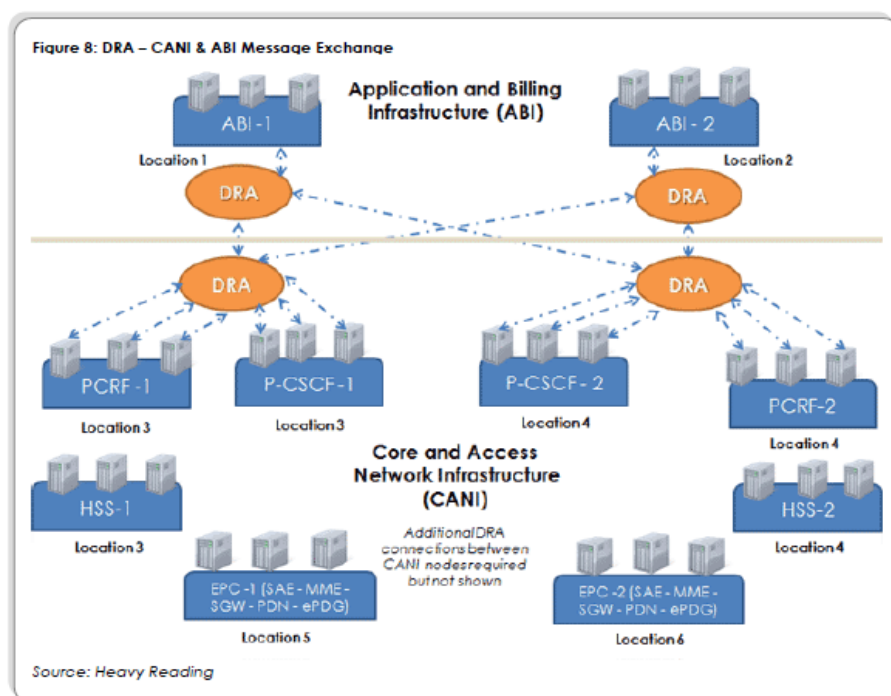 Figure 8: DRA – CANI & ABI Message Exchange
Application and Billing
Infrastructure (ABI)
ABI -1
ABI - 2
Location 1
Location 2
DRA
DRA
DRA
DRA
PCRF -1
P-CSCF-1
P-CSCF- 2
PCRF-2
Location 3
Location 3
Location 4
Location 4
Core and Access
Network Infrastructure
(CANI)
HSS-1
HSS-2
Location 3
Location 4
Additional DRA
connections between
CANI nodes required
but not shown
EPC -1 (SAE - MME -
SGW - PDN - ePDG)
EPC -2 (SAE - MME -
SGW - PDN - ePDG)
Location 5
Location 6
Source: Heavy Reading